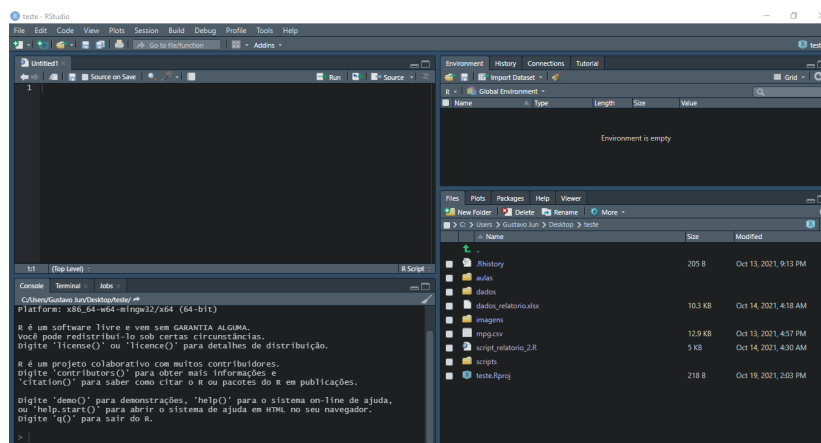 teste - RStudio
File Edit Code View Plots Session Build Debug Profile Tools Help
Go to file/function Addins
Untitled1
Source on Save Run Source
1
1:1 (Top Level) R Script
Console Terminal Jobs
C:/Users/Gustavo Jun/Desktop/teste/
Platform: x86_64-w64-mingw32/x64 (64-bit)
R é um software livre e vem sem GARANTIA ALGUMA.
Você pode redistribuí-lo sob certas circunstâncias.
Digite 'license()' ou 'licence()' para detalhes de distribuição.
R é um projeto colaborativo com muitos contribuidores.
Digite 'contributors()' para obter mais informações e
'citation()' para saber como citar o R ou pacotes do R em publicações.
Digite 'demo()' para demonstrações, 'help()' para o sistema on-line de ajuda,
ou 'help.start()' para abrir o sistema de ajuda em HTML no seu navegador.
Digite 'q()' para sair do R.
>
Environment History Connections Tutorial
Import Dataset Grid
R Global Environment
Name Type Length Size Value
Environment is empty
Files Plots Packages Help Viewer
New Folder Delete Rename More
C: > Users > Gustavo Jun > Desktop > teste
Name Size Modified
..
.Rhistory 205 B Oct 13, 2021, 9:13 PM
aulas
dados
dados_relatorio.xlsx 10.3 KB Oct 14, 2021, 4:18 AM
imagens
mpg.csv 12.9 KB Oct 13, 2021, 4:57 PM
script_relatorio_2.R 5 KB Oct 14, 2021, 4:30 AM
scripts
teste.Rproj 218 B Oct 19, 2021, 2:03 PM